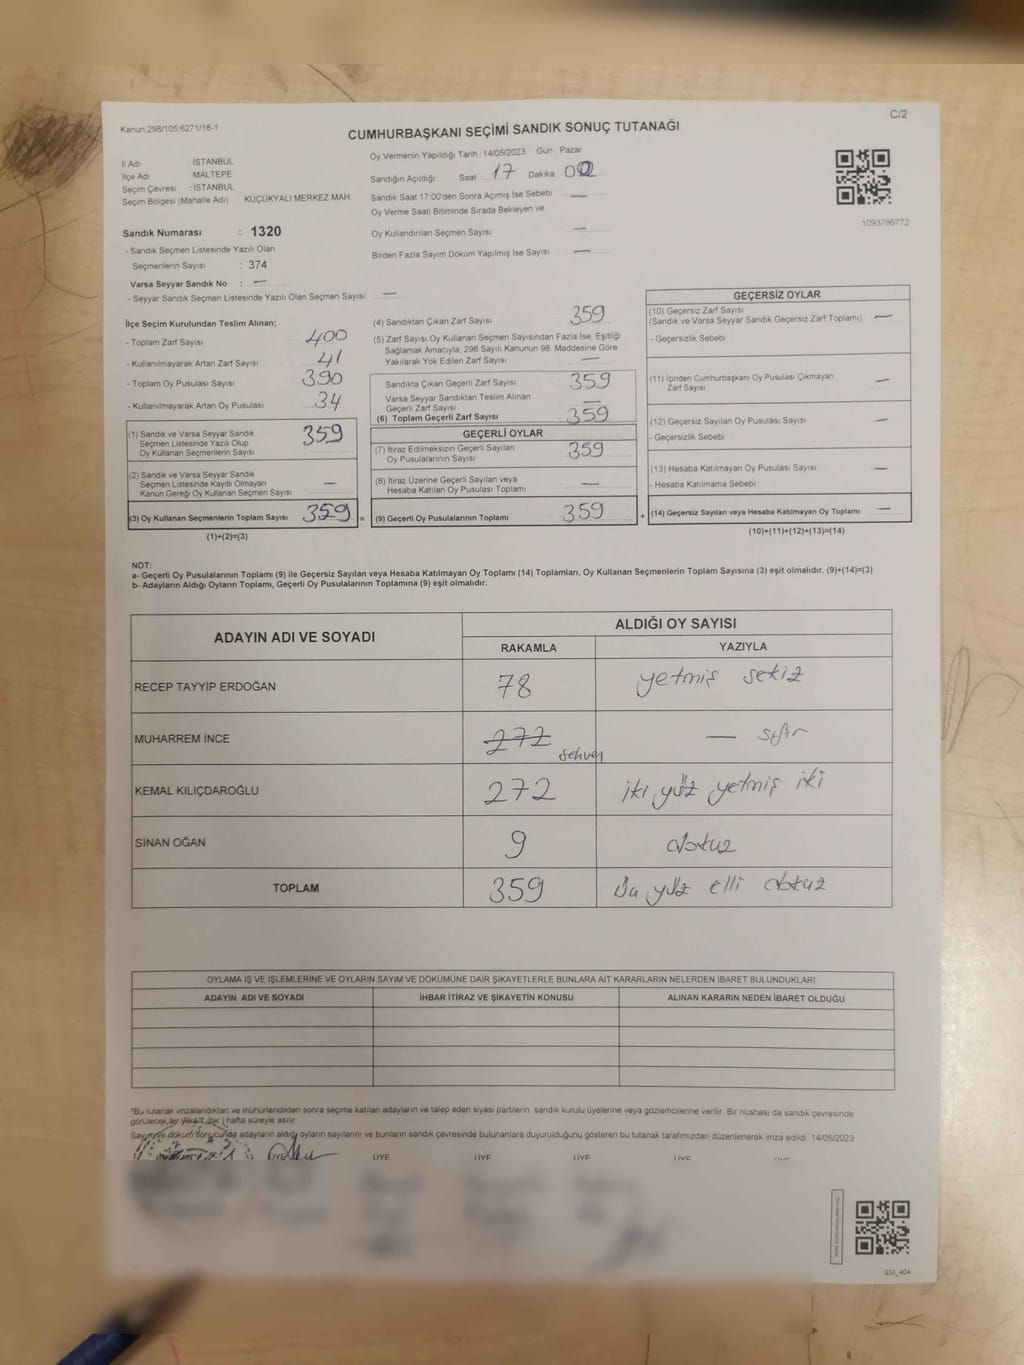 Kanun:298/105;6271/18-1
C/2
CUMHURBAŞKANI SEÇİMİ SANDIK SONUÇ TUTANAĞI
İl Adı : İSTANBUL
İlçe Adı : MALTEPE
Seçim Çevresi : İSTANBUL
Seçim Bölgesi (Mahalle Adı) : KÜÇÜKYALI MERKEZ MAH.
Sandık Numarası : 1320
- Sandık Seçmen Listesinde Yazılı Olan
Seçmenlerin Sayısı : 374
Varsa Seyyar Sandık No : —
- Seyyar Sandık Seçmen Listesinde Yazılı Olan Seçmen Sayısı: —
Oy Vermenin Yapıldığı Tarih :14/05/2023 Gün : Pazar
Sandığın Açıldığı Saat : 17 Dakika : 00
Sandık Saat 17:00'den Sonra Açımış İse Sebebi : —
Oy Verme Saati Bitiminde Sırada Bekleyen ve
Oy Kullandırılan Seçmen Sayısı : —
Birden Fazla Sayım Döküm Yapılmış İse Sayısı : —
1093786772
İlçe Seçim Kurulundan Teslim Alınan;
- Toplam Zarf Sayısı : 400
- Kullanılmayarak Artan Zarf Sayısı : 41
- Toplam Oy Pusulası Sayısı : 390
- Kullanılmayarak Artan Oy Pusulası : 34
(1) Sandık ve Varsa Seyyar Sandık
Seçmen Listesinde Yazılı Olup
Oy Kullanan Seçmenlerin Sayısı
359
(2) Sandık ve Varsa Seyyar Sandık
Seçmen Listesinde Kayıtlı Olmayan
Kanun Gereği Oy Kullanan Seçmen Sayısı
—
(3) Oy Kullanan Seçmenlerin Toplam Sayısı 359 =
(1)+(2)=(3)
(4) Sandıktan Çıkan Zarf Sayısı 359
(5) Zarf Sayısı Oy Kullanan Seçmen Sayısından Fazla İse, Eşitliği
Sağlamak Amacıyla; 298 Sayılı Kanunun 98. Maddesine Göre
Yakılarak Yok Edilen Zarf Sayısı —
Sandıkta Çıkan Geçerli Zarf Sayısı 359
Varsa Seyyar Sandıktan Teslim Alınan
Geçerli Zarf Sayısı —
(6) Toplam Geçerli Zarf Sayısı 359
GEÇERLİ OYLAR
(7) İtiraz Edilmeksizin Geçerli Sayılan
Oy Pusulalarının Sayısı
359
(8) İtiraz Üzerine Geçerli Sayılan veya
Hesaba Katılan Oy Pusulası Toplamı
—
(9) Geçerli Oy Pusulalarının Toplamı 359 +
GEÇERSİZ OYLAR
(10) Geçersiz Zarf Sayısı
(Sandık ve Varsa Seyyar Sandık Geçersiz Zarf Toplamı) —
- Geçersizlik Sebebi :
(11) İçinden Cumhurbaşkanı Oy Pusulası Çıkmayan
Zarf Sayısı —
(12) Geçersiz Sayılan Oy Pusulası Sayısı —
- Geçersizlik Sebebi :
(13) Hesaba Katılmayan Oy Pusulası Sayısı —
- Hesaba Katılmama Sebebi :
(14) Geçersiz Sayılan veya Hesaba Katılmayan Oy Toplamı —
(10)+(11)+(12)+(13)=(14)
NOT:
a- Geçerli Oy Pusulalarının Toplamı (9) ile Geçersiz Sayılan veya Hesaba Katılmayan Oy Toplamı (14) Toplamları, Oy Kullanan Seçmenlerin Toplam Sayısına (3) eşit olmalıdır. (9)+(14)=(3)
b- Adayların Aldığı Oyların Toplamı, Geçerli Oy Pusulalarının Toplamına (9) eşit olmalıdır.
ADAYIN ADI VE SOYADI
ALDIĞI OY SAYISI
RAKAMLA YAZIYLA
RECEP TAYYİP ERDOĞAN 78 yetmiş sekiz
MUHARREM İNCE 272 sehven — sıfır
KEMAL KILIÇDAROĞLU 272 iki yüz yetmiş iki
SİNAN OĞAN 9 dokuz
TOPLAM 359 üç yüz elli dokuz
OYLAMA İŞ VE İŞLEMLERİNE VE OYLARIN SAYIM VE DÖKÜMÜNE DAİR ŞİKAYETLERLE BUNLARA AİT KARARLARIN NELERDEN İBARET BULUNDUKLARI
ADAYIN ADI VE SOYADI İHBAR İTİRAZ VE ŞİKAYETİN KONUSU ALINAN KARARIN NEDEN İBARET OLDUĞU
*Bu tutanak imzalandıktan ve mühürlendikten sonra seçime katılan adayların ve talep eden siyasi partilerin sandık kurulu üyelerine veya gözlemcilerine verilir. Bir nüshası da sandık çevresinde
görülecek bir yere 1 (bir) hafta süreyle asılır.
Sayım ve döküm sonucunda adayların aldığı oyların sayılarını ve bunların sandık çevresinde bulunanlara duyurulduğunu gösteren bu tutanak tarafımızdan düzenlenerek imza edildi. 14/05/2023
ÜYE ÜYE ÜYE ÜYE ÜYE
SS1_404